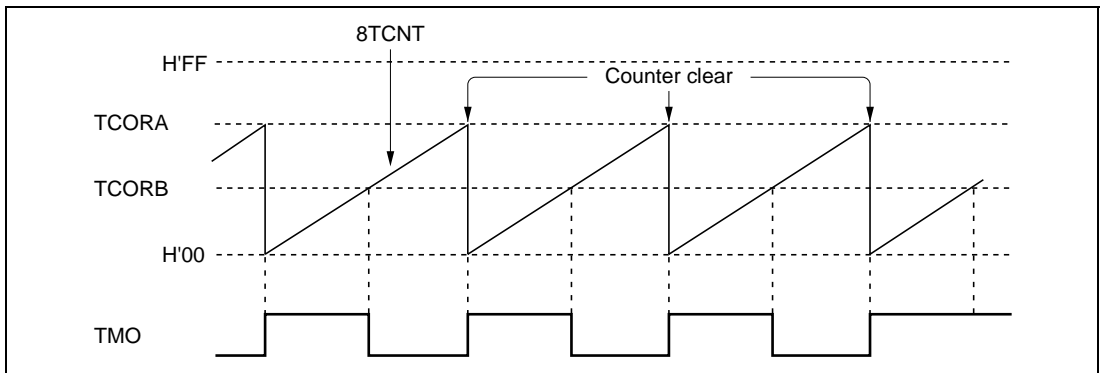 8TCNT
H'FF
Counter clear
TCORA
TCORB
H'00
TMO